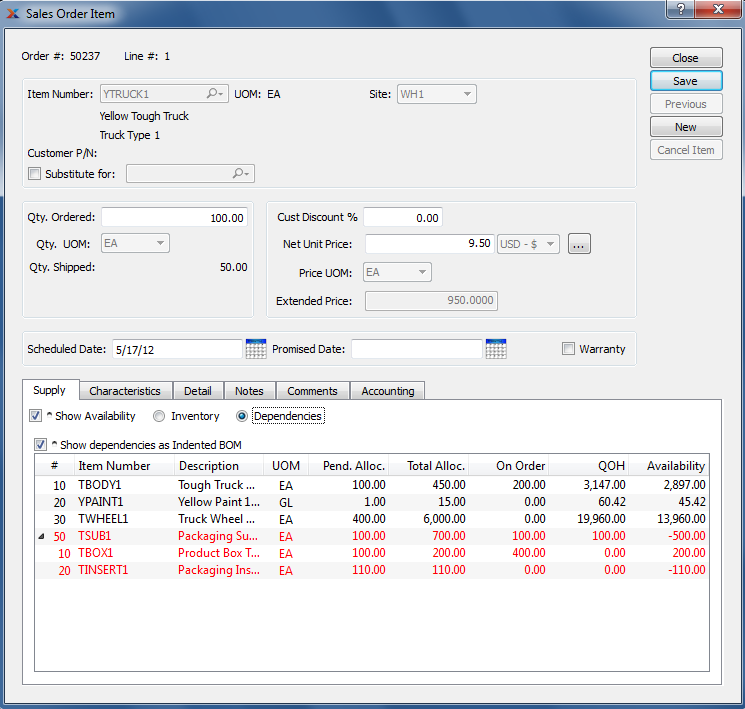 Sales Order Item
?
Order #: 50237 Line #: 1
Close
Save
Previous
New
Cancel Item
Item Number: YTRUCK1 UOM: EA Site: WH1
Yellow Tough Truck
Truck Type 1
Customer P/N:
Substitute for:
Qty. Ordered: 100.00
Qty. UOM: EA
Qty. Shipped: 50.00
Cust Discount % 0.00
Net Unit Price: 9.50 USD - $ ...
Price UOM: EA
Extended Price: 950.0000
Scheduled Date: 5/17/12 Promised Date: Warranty
Supply Characteristics Detail Notes Comments Accounting
^ Show Availability Inventory Dependencies
^ Show dependencies as Indented BOM
# Item Number Description UOM Pend. Alloc. Total Alloc. On Order QOH Availability
10 TBODY1 Tough Truck ... EA 100.00 450.00 200.00 3,147.00 2,897.00
20 YPAINT1 Yellow Paint 1... GL 1.00 15.00 0.00 60.42 45.42
30 TWHEEL1 Truck Wheel ... EA 400.00 6,000.00 0.00 19,960.00 13,960.00
50 TSUB1 Packaging Su... EA 100.00 700.00 100.00 100.00 -500.00
10 TBOX1 Product Box T... EA 100.00 200.00 400.00 0.00 200.00
20 TINSERT1 Packaging Ins... EA 110.00 110.00 0.00 0.00 -110.00